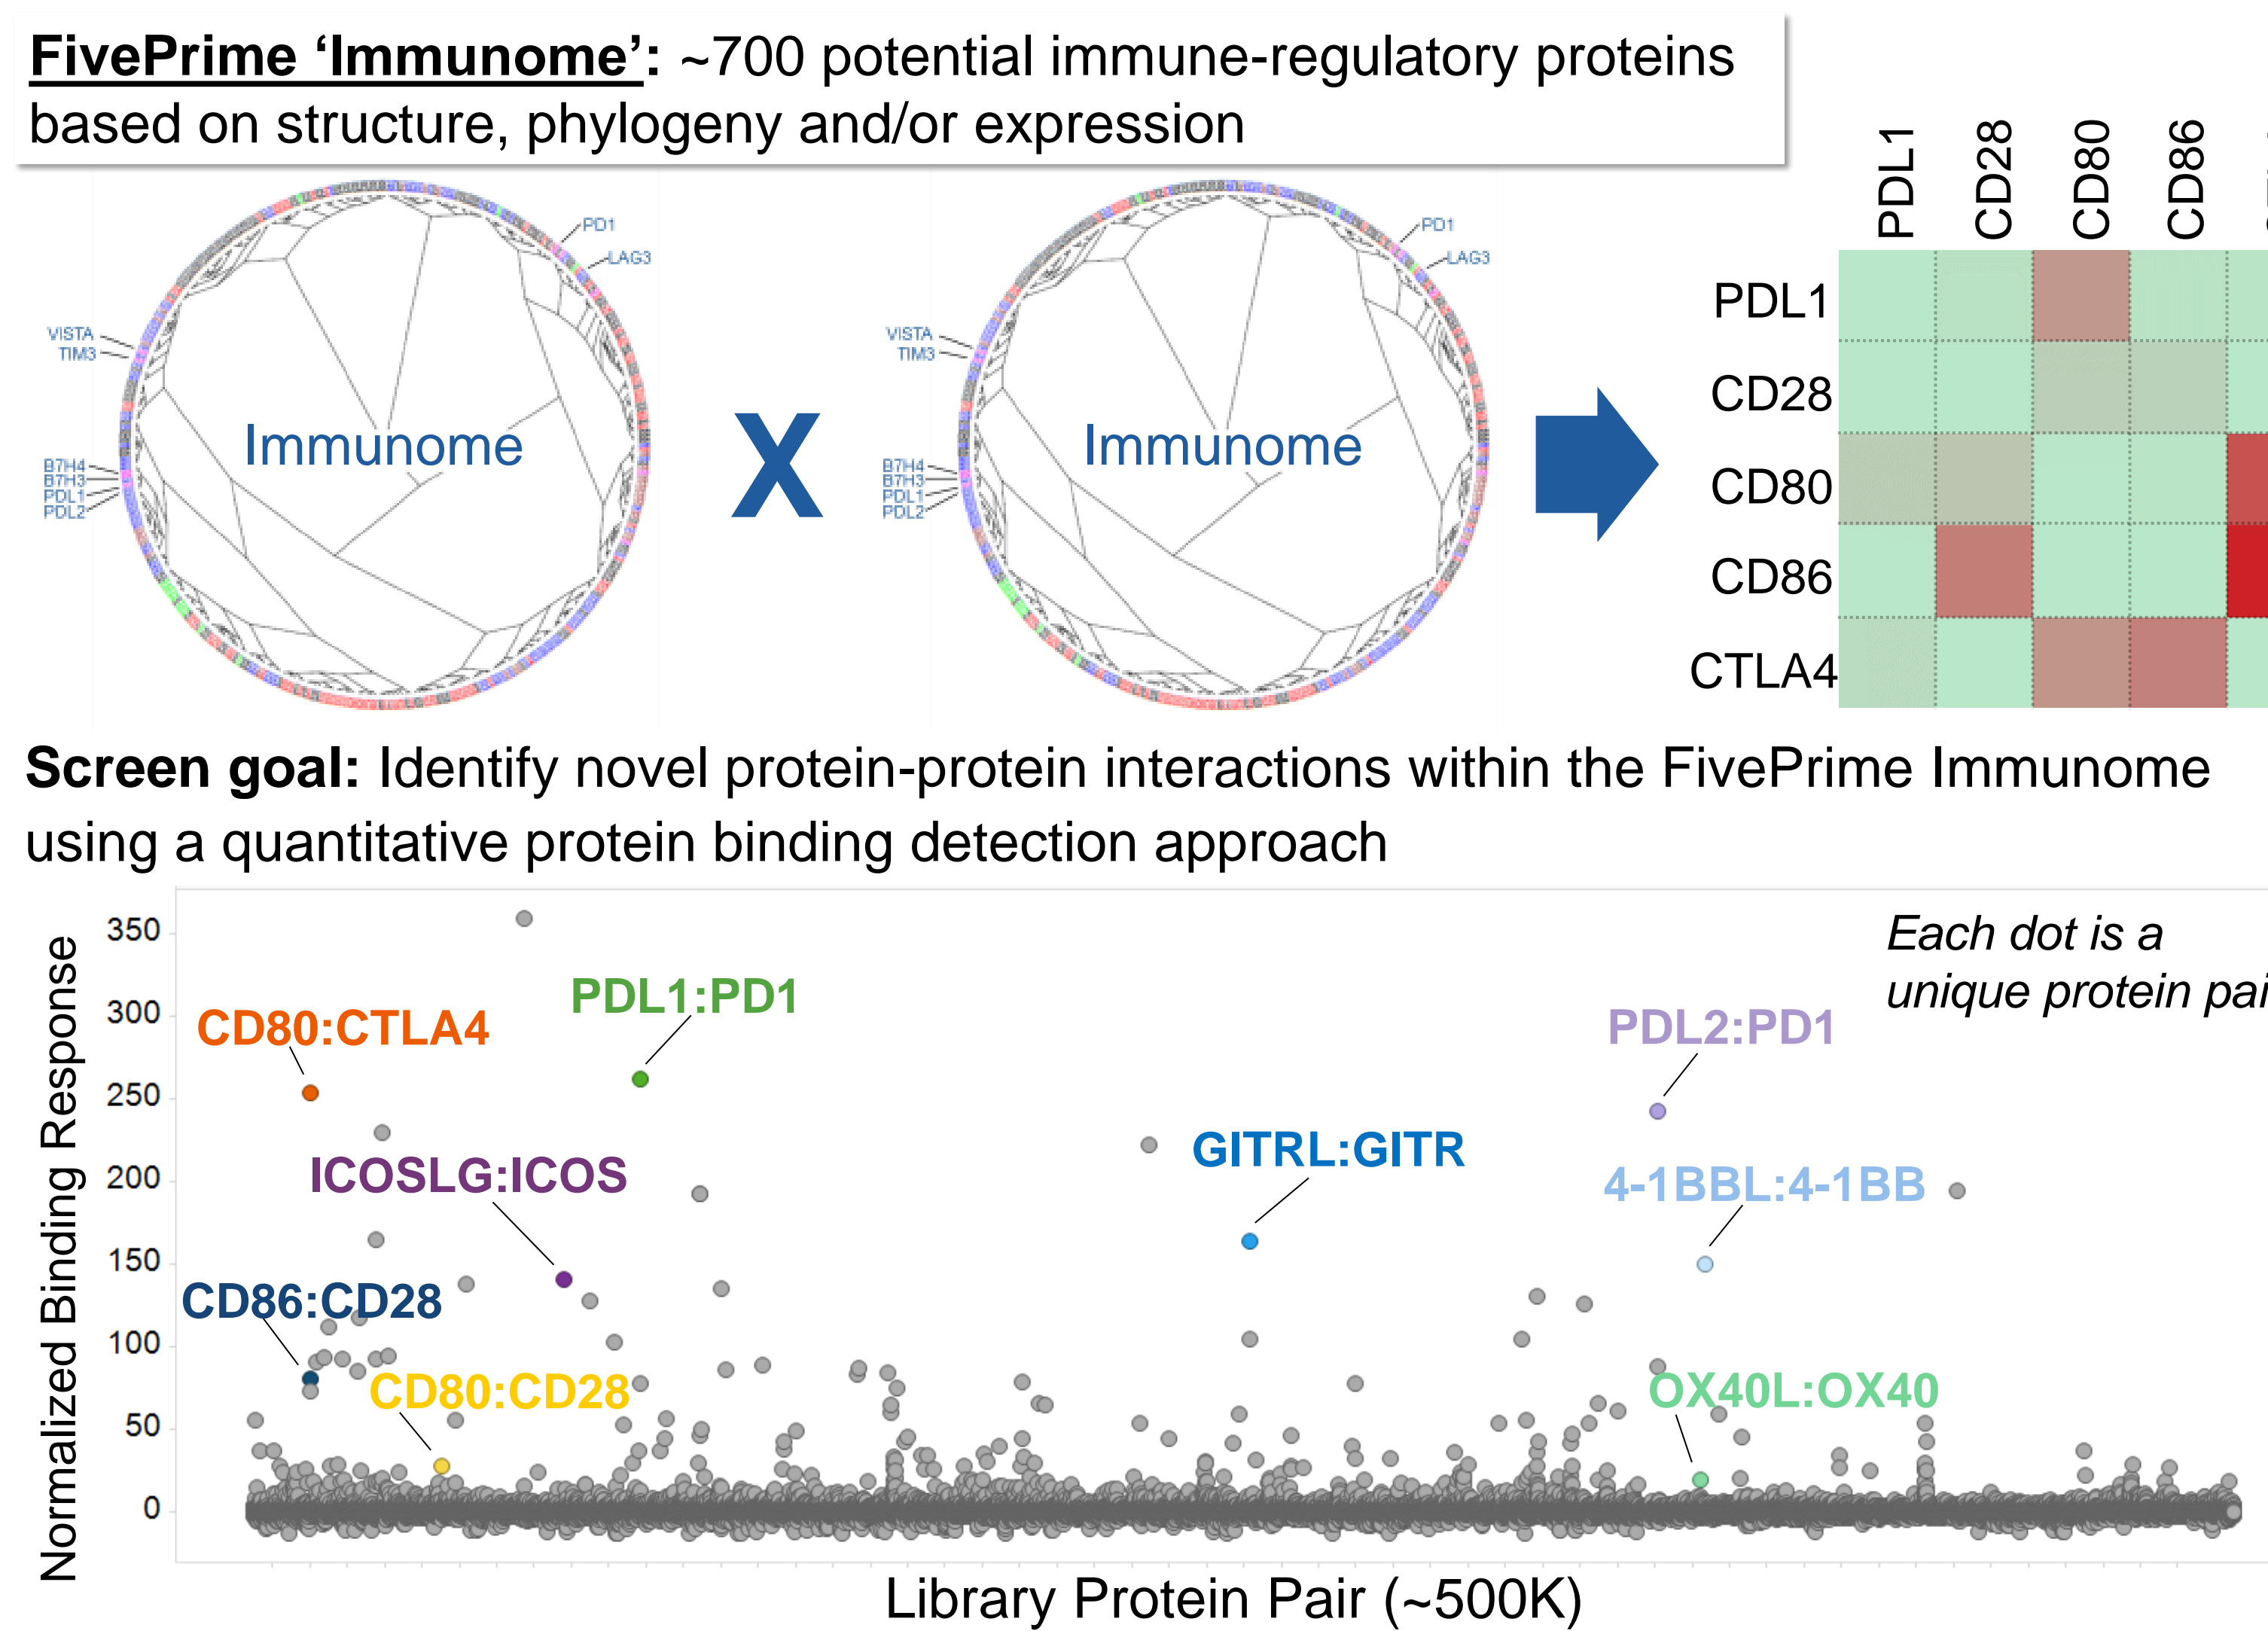 FivePrime ‘Immunome’: ~700 potential immune-regulatory proteins
based on structure, phylogeny and/or expression
PD1
LAG3
VISTA
TIM3
Immunome
B7H4
B7H3
PDL1
PDL2
X
PD1
LAG3
VISTA
TIM3
Immunome
B7H4
B7H3
PDL1
PDL2
PDL1
CD28
CD80
CD86
PDL1
CD28
CD80
CD86
CTLA4
Screen goal: Identify novel protein-protein interactions within the FivePrime Immunome
using a quantitative protein binding detection approach
Normalized Binding Response
350
300
250
200
150
100
50
0
Each dot is a
unique protein pai
CD80:CTLA4
PDL1:PD1
PDL2:PD1
ICOSLG:ICOS
GITRL:GITR
4-1BBL:4-1BB
CD86:CD28
CD80:CD28
OX40L:OX40
Library Protein Pair (~500K)